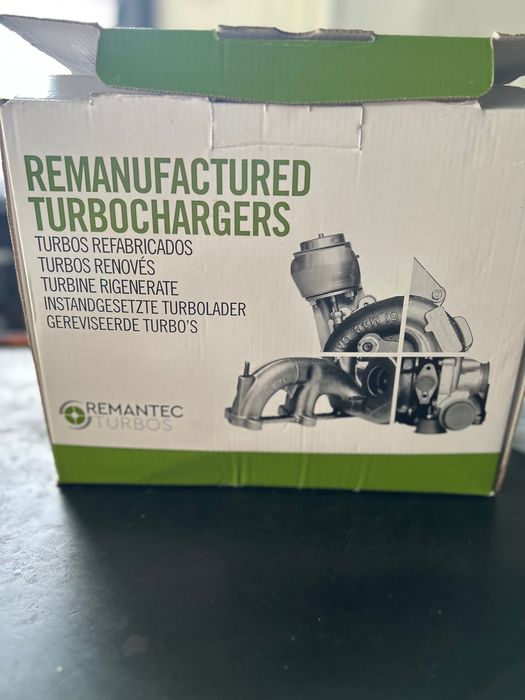 REMANUFACTURED
TURBOCHARGERS
TURBOS REFABRICADOS
TURBOS RENOVÉS
TURBINE RIGENERATE
INSTANDGESETZTE TURBOLADER
GEREVISEERDE TURBO'S
REMANTEC
TURBOS